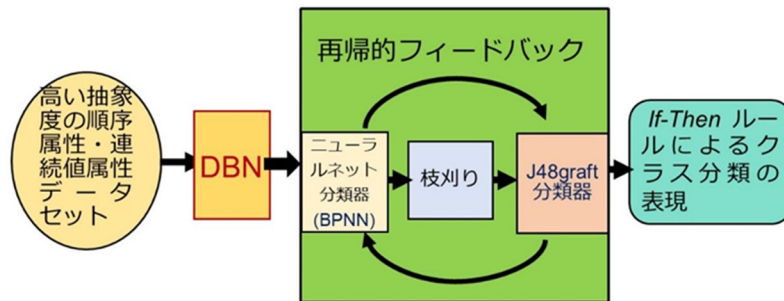 再帰的フィードバック
高い抽象
度の順序
属性・連
続値属性
データ
セット
DBN
ニューラ
ルネット
分類器
(BPNN)
枝刈り
J48graft
分類器
If-Then ルー
ルによるク
ラス分類の
表現